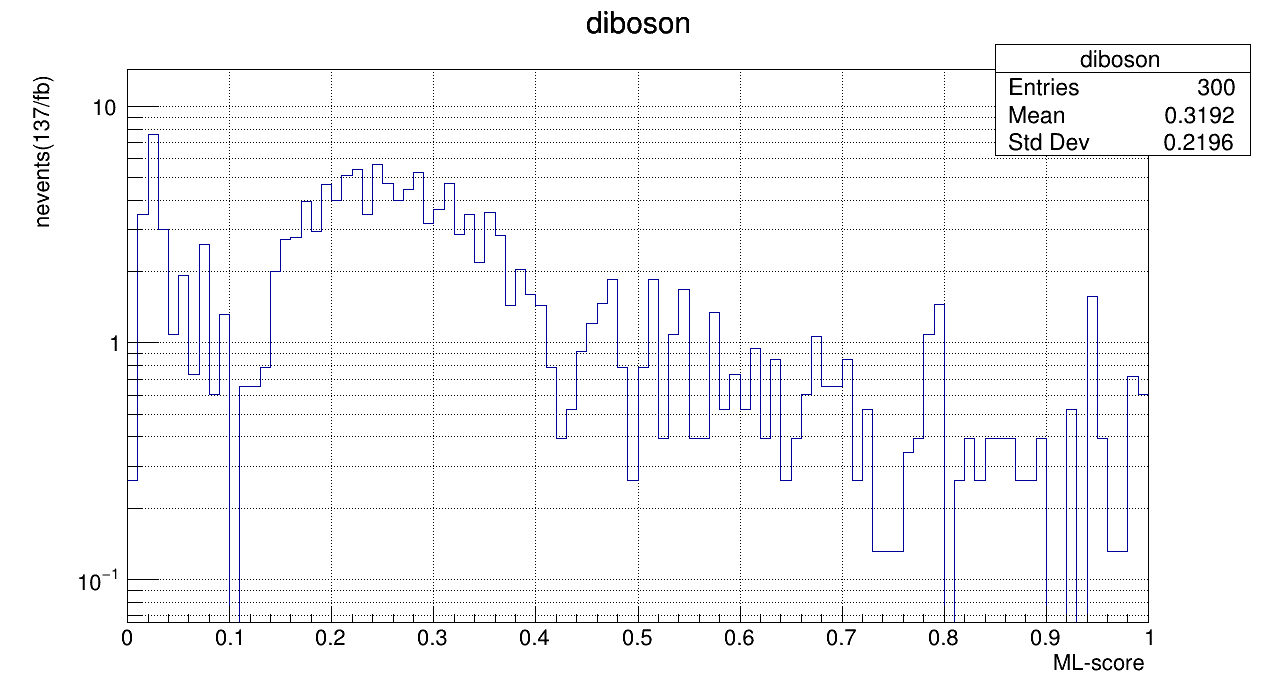 diboson
diboson
Entries 300
Mean 0.3192
Std Dev 0.2196
nevents(137/fb)
10
1
10−1
0 0.1 0.2 0.3 0.4 0.5 0.6 0.7 0.8 0.9 1
ML-score